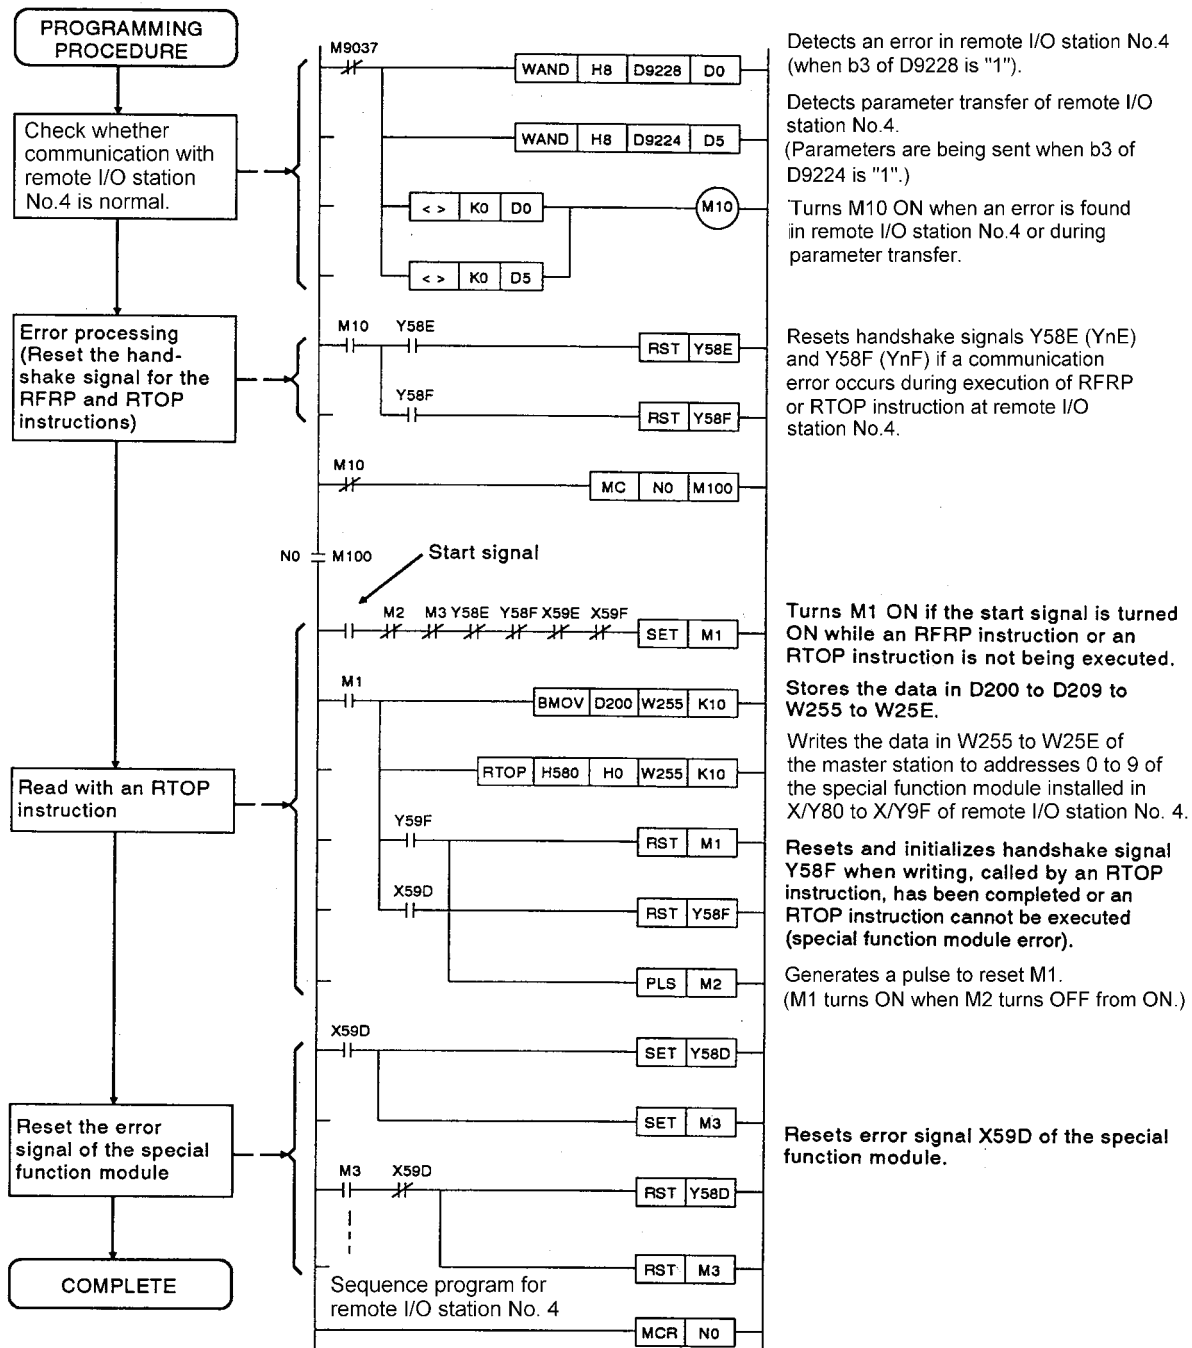 PROGRAMMING
PROCEDURE
Check whether
communication with
remote I/O station
No.4 is normal.
M9037
WAND H8 D9228 D0
WAND H8 D9224 D5
< > K0 D0
M10
< > K0 D5
Detects an error in remote I/O station No.4
(when b3 of D9228 is "1").
Detects parameter transfer of remote I/O
station No.4.
(Parameters are being sent when b3 of
D9224 is "1".)
Turns M10 ON when an error is found
in remote I/O station No.4 or during
parameter transfer.
Error processing
(Reset the hand-
shake signal for the
RFRP and RTOP
instructions)
M10 Y58E
RST Y58E
Y58F
RST Y58F
Resets handshake signals Y58E (YnE)
and Y58F (YnF) if a communication
error occurs during execution of RFRP
or RTOP instruction at remote I/O
station No.4.
M10
MC N0 M100
N0 M100
Start signal
M2 M3 Y58E Y58F X59E X59F
SET M1
Turns M1 ON if the start signal is turned
ON while an RFRP instruction or an
RTOP instruction is not being executed.
M1
BMOV D200 W255 K10
Stores the data in D200 to D209 to
W255 to W25E.
Read with an RTOP
instruction
RTOP H580 H0 W255 K10
Writes the data in W255 to W25E of
the master station to addresses 0 to 9 of
the special function module installed in
X/Y80 to X/Y9F of remote I/O station No. 4.
Y59F
RST M1
X59D
RST Y58F
Resets and initializes handshake signal
Y58F when writing, called by an RTOP
instruction, has been completed or an
RTOP instruction cannot be executed
(special function module error).
PLS M2
Generates a pulse to reset M1.
(M1 turns ON when M2 turns OFF from ON.)
X59D
SET Y58D
SET M3
Reset the error
signal of the special
function module
M3 X59D
RST Y58D
RST M3
Resets error signal X59D of the special
function module.
COMPLETE
Sequence program for
remote I/O station No. 4
MCR N0